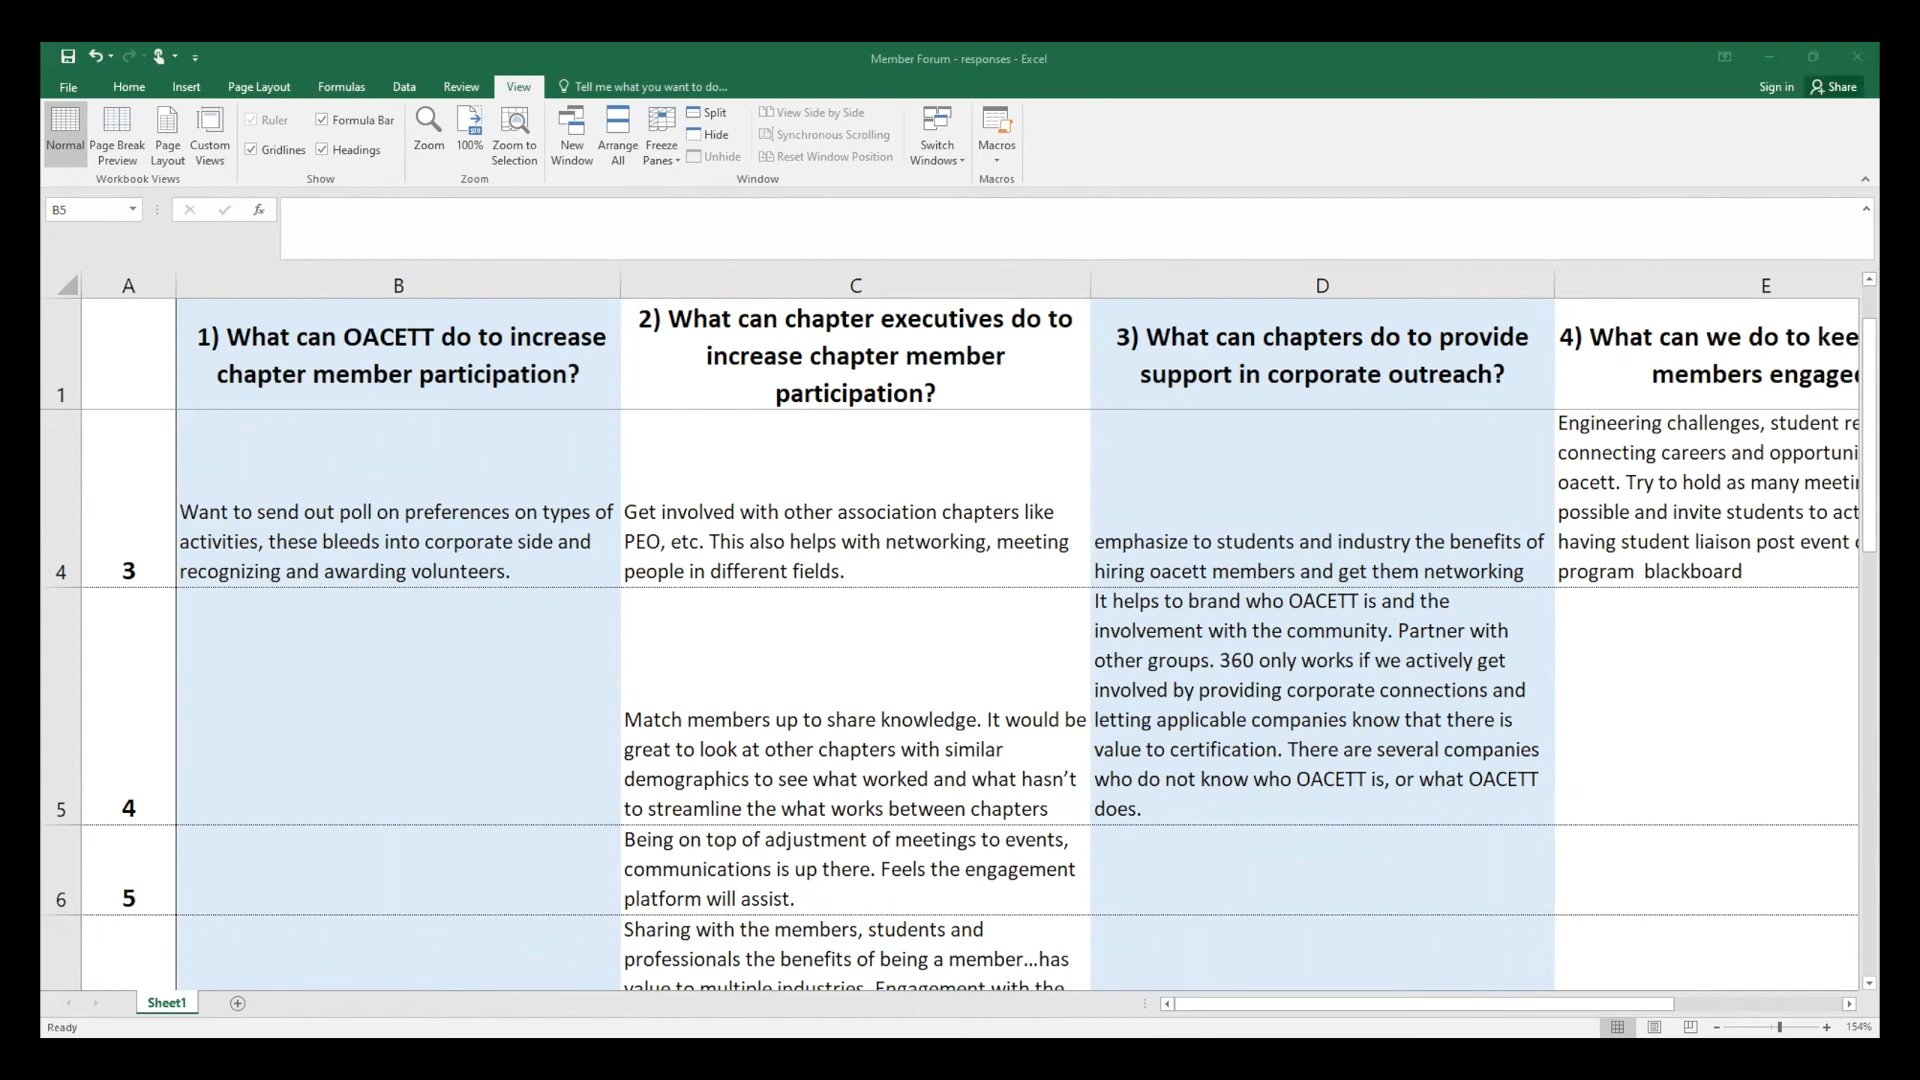 Member Forum - responses - Excel
File Home Insert Page Layout Formulas Data Review View Tell me what you want to do... Sign in Share
Normal Page Break Preview Page Layout Custom Views
Workbook Views
Ruler Formula Bar
Gridlines Headings
Show
Zoom 100% Zoom to Selection
Zoom
New Window Arrange All Freeze Panes
Split
Hide
Unhide
View Side by Side
Synchronous Scrolling
Reset Window Position
Window
Switch Windows
Macros
Macros
B5
fx
A B C D E
1
1) What can OACETT do to increase
chapter member participation?
2) What can chapter executives do to
increase chapter member
participation?
3) What can chapters do to provide
support in corporate outreach?
4) What can we do to kee
members engage
4
3
Want to send out poll on preferences on types of
activities, these bleeds into corporate side and
recognizing and awarding volunteers.
Get involved with other association chapters like
PEO, etc. This also helps with networking, meeting
people in different fields.
emphasize to students and industry the benefits of
hiring oacett members and get them networking
Engineering challenges, student re
connecting careers and opportuni
oacett. Try to hold as many meeti
possible and invite students to act
having student liaison post event
program blackboard
5
4
Match members up to share knowledge. It would be
great to look at other chapters with similar
demographics to see what worked and what hasn’t
to streamline the what works between chapters
It helps to brand who OACETT is and the
involvement with the community. Partner with
other groups. 360 only works if we actively get
involved by providing corporate connections and
letting applicable companies know that there is
value to certification. There are several companies
who do not know who OACETT is, or what OACETT
does.
6
5
Being on top of adjustment of meetings to events,
communications is up there. Feels the engagement
platform will assist.
Sharing with the members, students and
professionals the benefits of being a member...has
value to multiple industries. Engagement with the
Sheet1
Ready
154%